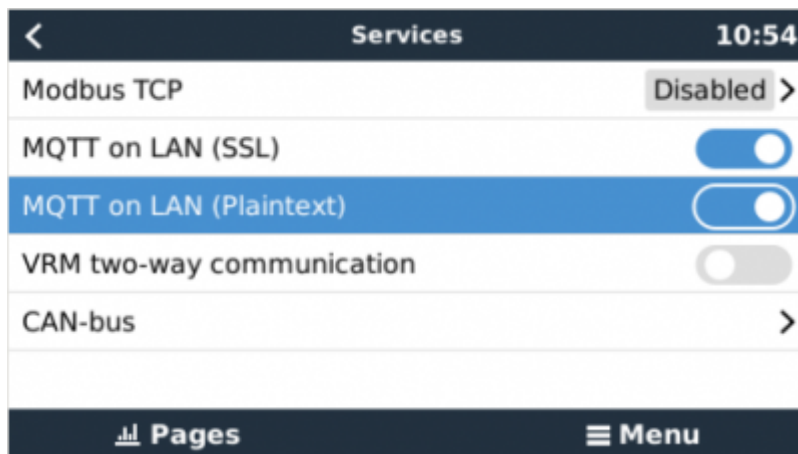 Services 10:54
Modbus TCP Disabled
MQTT on LAN (SSL)
MQTT on LAN (Plaintext)
VRM two-way communication
CAN-bus
Pages Menu